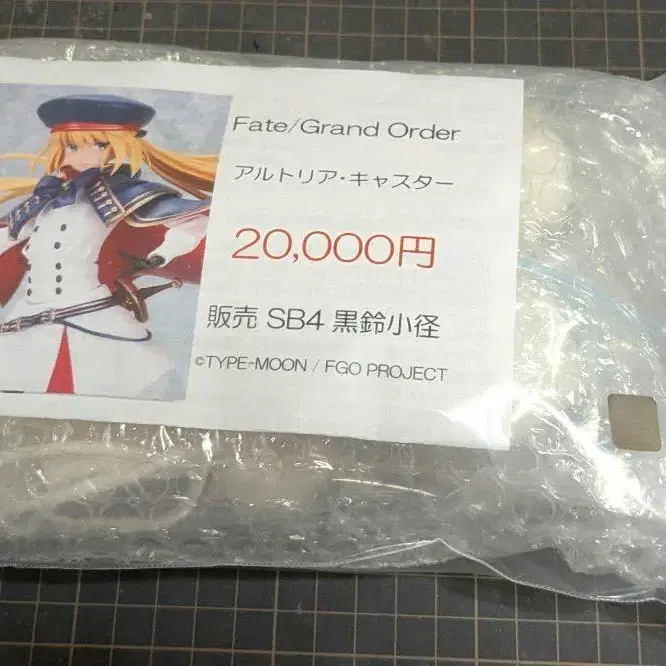 Fate/Grand Order
アルトリア・キャスター
20,000円
販売 SB4 黒鈴小径
©TYPE-MOON / FGO PROJECT